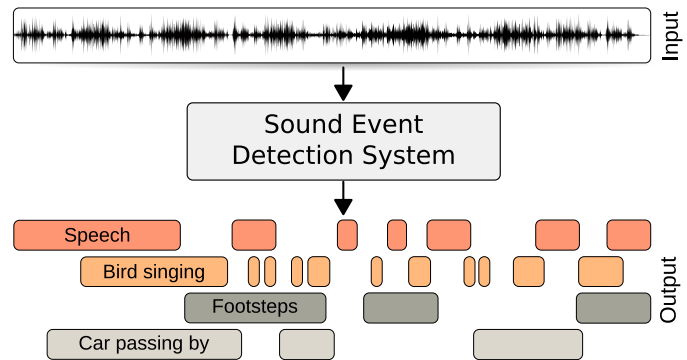 Input
Sound Event
Detection System
Speech
Bird singing
Footsteps
Car passing by
Output